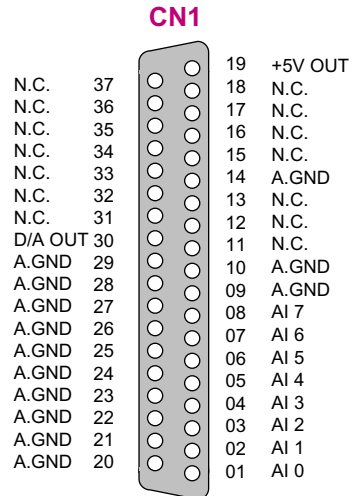 CN1
19 +5V OUT
N.C. 37
18 N.C.
N.C. 36
17 N.C.
N.C. 35
16 N.C.
N.C. 34
15 N.C.
N.C. 33
14 A.GND
N.C. 32
13 N.C.
N.C. 31
12 N.C.
D/A OUT 30
11 N.C.
A.GND 29
10 A.GND
A.GND 28
09 A.GND
A.GND 27
08 AI 7
A.GND 26
07 AI 6
A.GND 25
06 AI 5
A.GND 24
05 AI 4
A.GND 23
04 AI 3
A.GND 22
03 AI 2
A.GND 21
02 AI 1
A.GND 20
01 AI 0